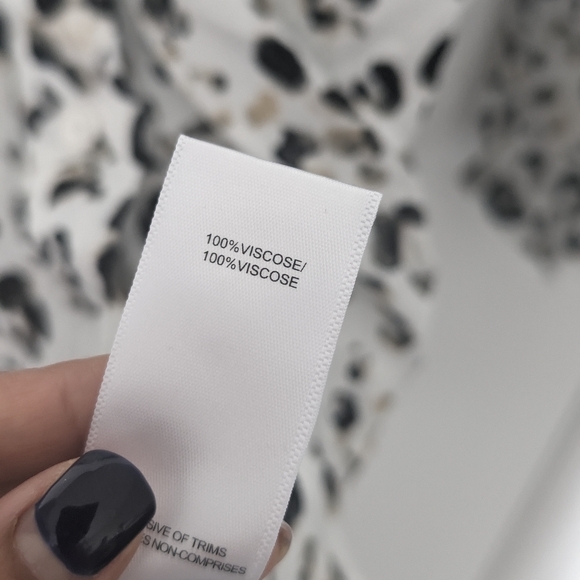 100%VISCOSE/
100%VISCOSE
OF TRIMS
NON-COMPRISES